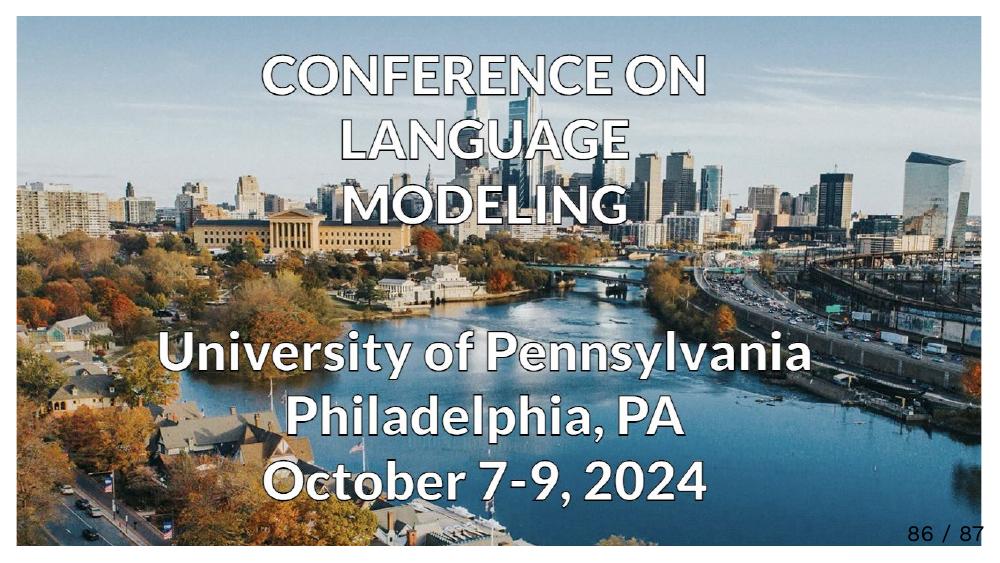 CONFERENCE ON
LANGUAGE
MODELING
University of Pennsylvania
Philadelphia, PA
October 7-9, 2024
86 / 87